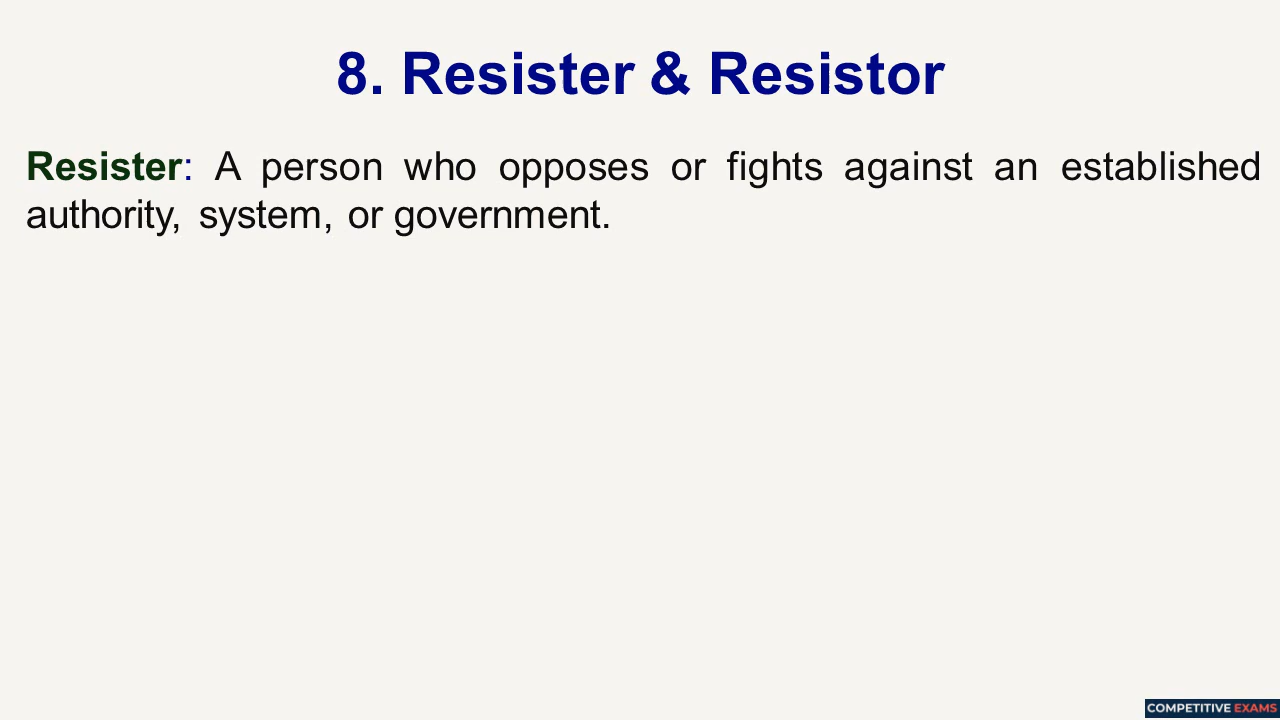 8. Resister & Resistor
Resister: A person who opposes or fights against an established
authority, system, or government.
COMPETITIVE EXAMS